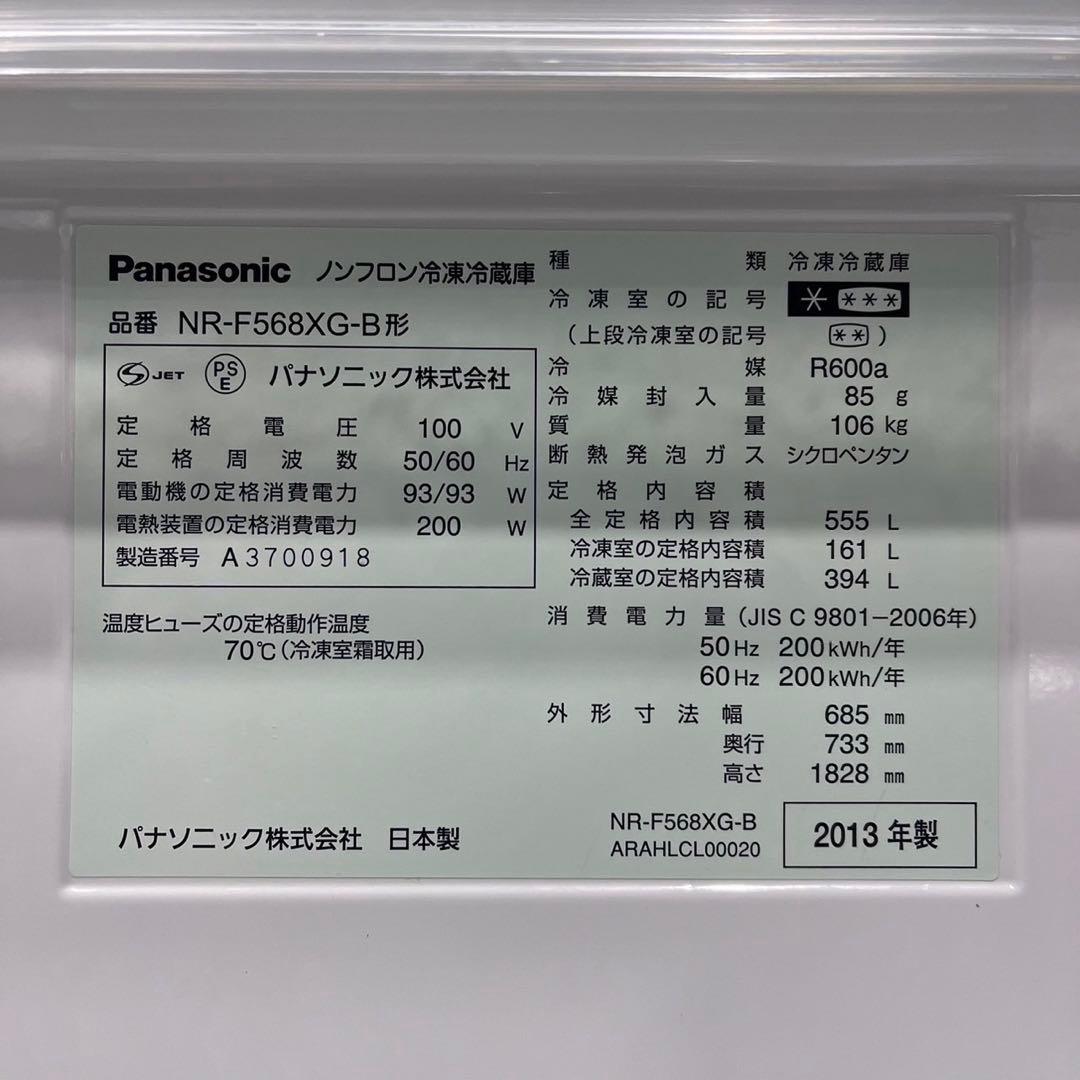 Panasonic ノンフロン冷凍冷蔵庫
品番 NR-F568XG-B形
JET PSE パナソニック株式会社
定格電圧 100 V
定格周波数 50/60 Hz
電動機の定格消費電力 93/93 W
電熱装置の定格消費電力 200 W
製造番号 A3700918
温度ヒューズの定格動作温度
70℃(冷凍室霜取用)
パナソニック株式会社 日本製
種類 冷凍冷蔵庫
冷凍室の記号 * ***
(上段冷凍室の記号 **)
冷媒 R600a
冷媒封入量 85 g
質量 106 kg
断熱発泡ガス シクロペンタン
定格内容積
全定格内容積 555 L
冷凍室の定格内容積 161 L
冷蔵室の定格内容積 394 L
消費電力量(JIS C 9801-2006年)
50Hz 200kWh/年
60Hz 200kWh/年
外形寸法幅 685 mm
奥行 733 mm
高さ 1828 mm
NR-F568XG-B
ARAHLCL00020
2013年製